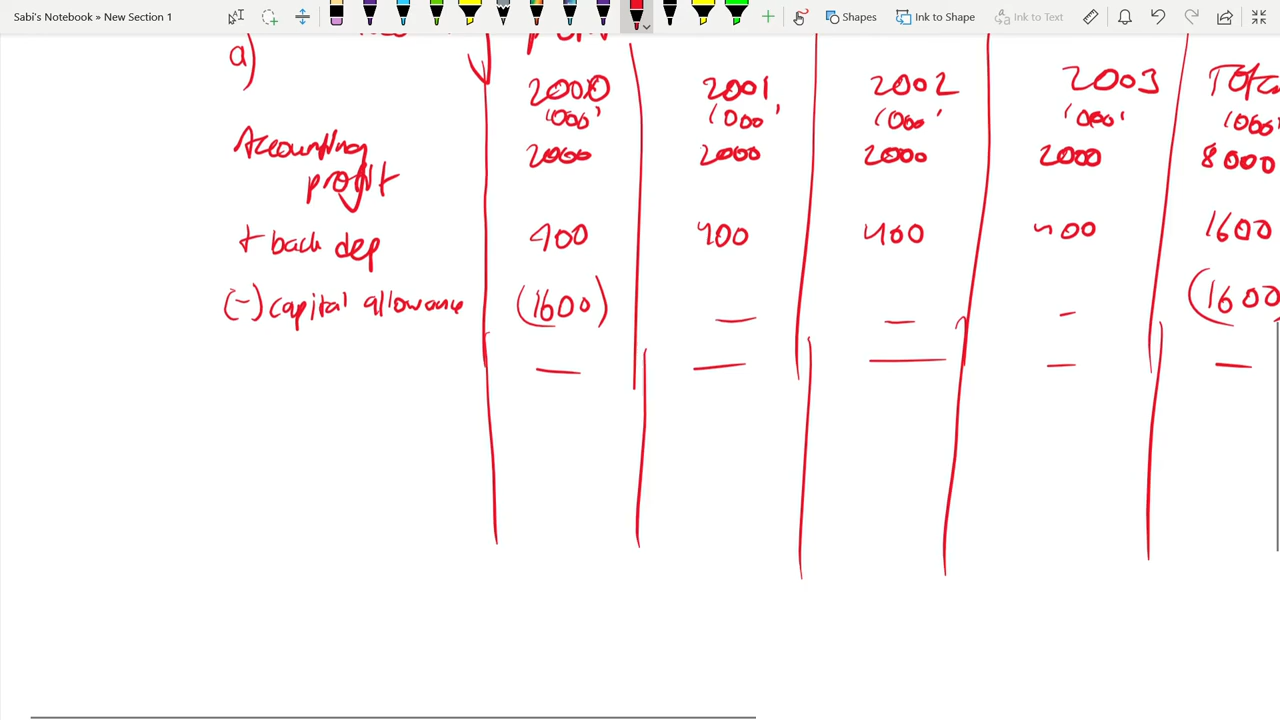 Sabi's Notebook » New Section 1
Shapes
Ink to Shape
Ink to Text
a)
2000 2001 2002 2003
'000' '000' '000' '000' '000
Accounting profit 2000 2000 2000 2000 8000
+ back dep 400 400 400 400 1600
(-) capital allowance (1600) — — — (1600
— — — — —